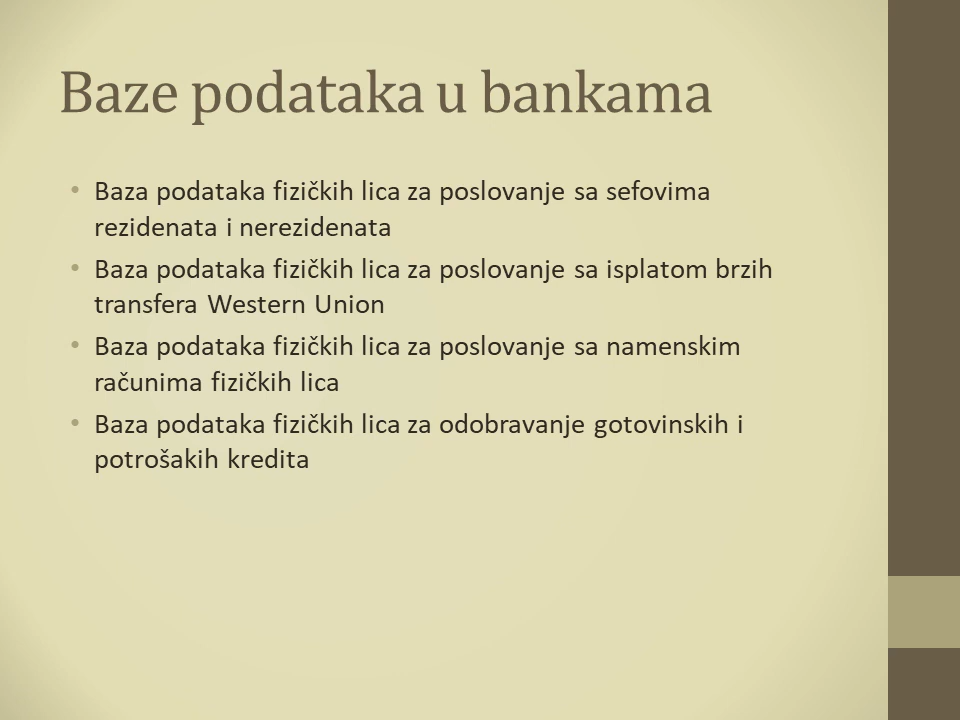 Baze podataka u bankama
• Baza podataka fizičkih lica za poslovanje sa sefovima
rezidenata i nerezidenata
• Baza podataka fizičkih lica za poslovanje sa isplatom brzih
transfera Western Union
• Baza podataka fizičkih lica za poslovanje sa namenskim
računima fizičkih lica
• Baza podataka fizičkih lica za odobravanje gotovinskih i
potrošakih kredita